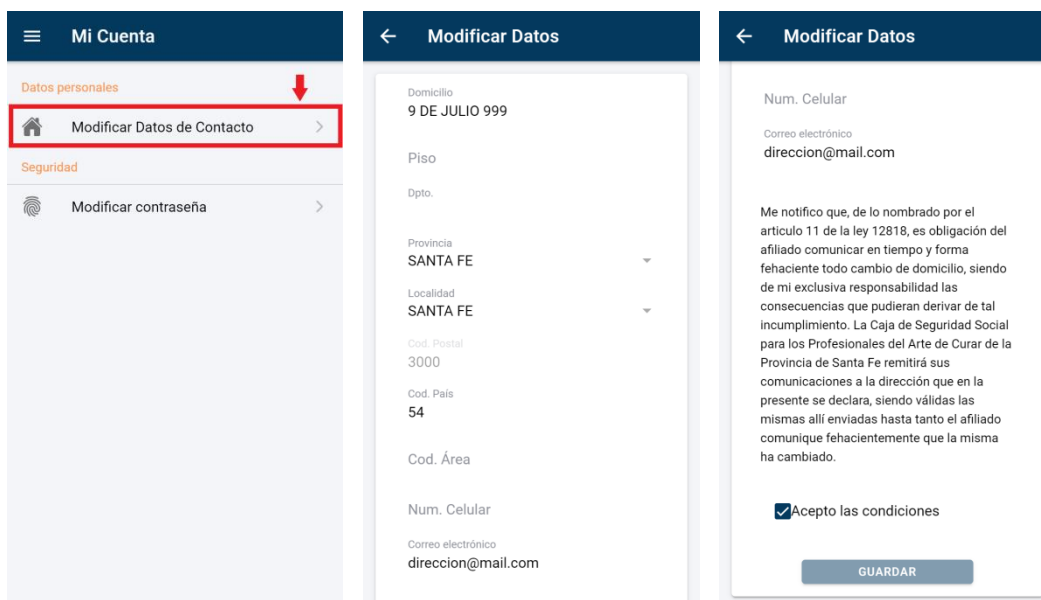 Mi Cuenta
Datos personales
Modificar Datos de Contacto
Seguridad
Modificar contraseña
Modificar Datos
Domicilio
9 DE JULIO 999
Piso
Dpto.
Provincia
SANTA FE
Localidad
SANTA FE
Cod. Postal
3000
Cod. País
54
Cod. Área
Num. Celular
Correo electrónico
direccion@mail.com
Modificar Datos
Num. Celular
Correo electrónico
direccion@mail.com
Me notifico que, de lo nombrado por el
articulo 11 de la ley 12818, es obligación del
afiliado comunicar en tiempo y forma
fehaciente todo cambio de domicilio, siendo
de mi exclusiva responsabilidad las
consecuencias que pudieran derivar de tal
incumplimiento. La Caja de Seguridad Social
para los Profesionales del Arte de Curar de la
Provincia de Santa Fe remitirá sus
comunicaciones a la dirección que en la
presente se declara, siendo válidas las
mismas allí enviadas hasta tanto el afiliado
comunique fehacientemente que la misma
ha cambiado.
Acepto las condiciones
GUARDAR